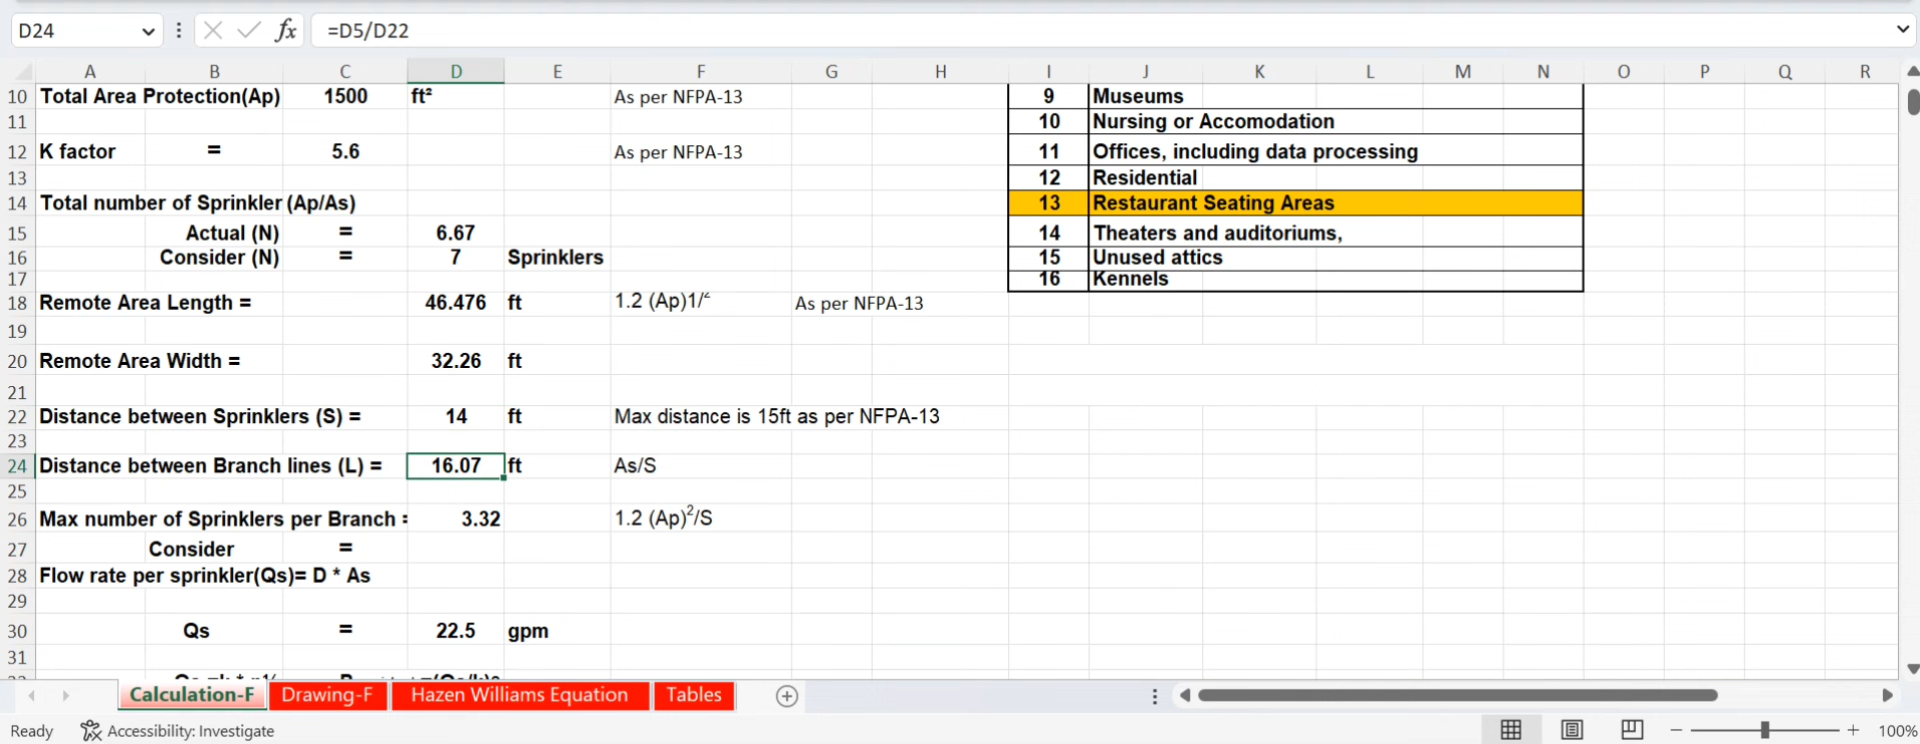 D24 fx =D5/D22
A B C D E F G H I J K L M N O P Q R
10 Total Area Protection(Ap) 1500 ft² As per NFPA-13 9 Museums
11 10 Nursing or Accomodation
12 K factor = 5.6 As per NFPA-13 11 Offices, including data processing
13 12 Residential
14 Total number of Sprinkler (Ap/As) 13 Restaurant Seating Areas
15 Actual (N) = 6.67 14 Theaters and auditoriums,
16 Consider (N) = 7 Sprinklers 15 Unused attics
17 16 Kennels
18 Remote Area Length = 46.476 ft 1.2 (Ap)1/² As per NFPA-13
19
20 Remote Area Width = 32.26 ft
21
22 Distance between Sprinklers (S) = 14 ft Max distance is 15ft as per NFPA-13
23
24 Distance between Branch lines (L) = 16.07 ft As/S
25
26 Max number of Sprinklers per Branch = 3.32 1.2 (Ap)²/S
27 Consider =
28 Flow rate per sprinkler(Qs)= D * As
29
30 Qs = 22.5 gpm
31
Calculation-F Drawing-F Hazen Williams Equation Tables
Ready Accessibility: Investigate 100%